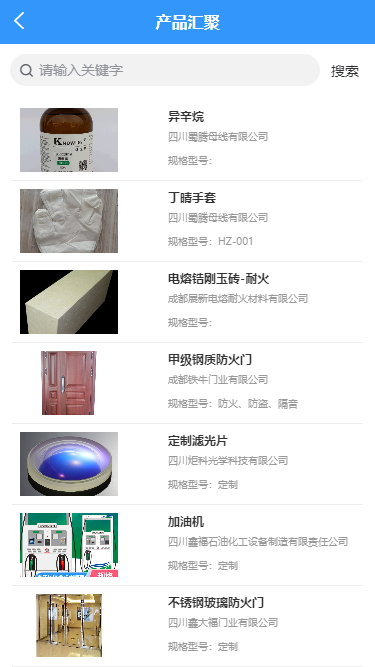 产品汇聚
请输入关键字
搜索
异辛烷
四川蜀腾母线有限公司
规格型号：
丁晴手套
四川蜀腾母线有限公司
规格型号：HZ-001
电熔锆刚玉砖-耐火
成都展新电熔耐火材料有限公司
规格型号：
甲级钢质防火门
成都铁牛门业有限公司
规格型号：防火、防盗、隔音
定制滤光片
四川炬科光学科技有限公司
规格型号：定制
加油机
四川鑫福石油化工设备制造有限责任公司
规格型号：定制
不锈钢玻璃防火门
四川鑫大福门业有限公司
规格型号：定制